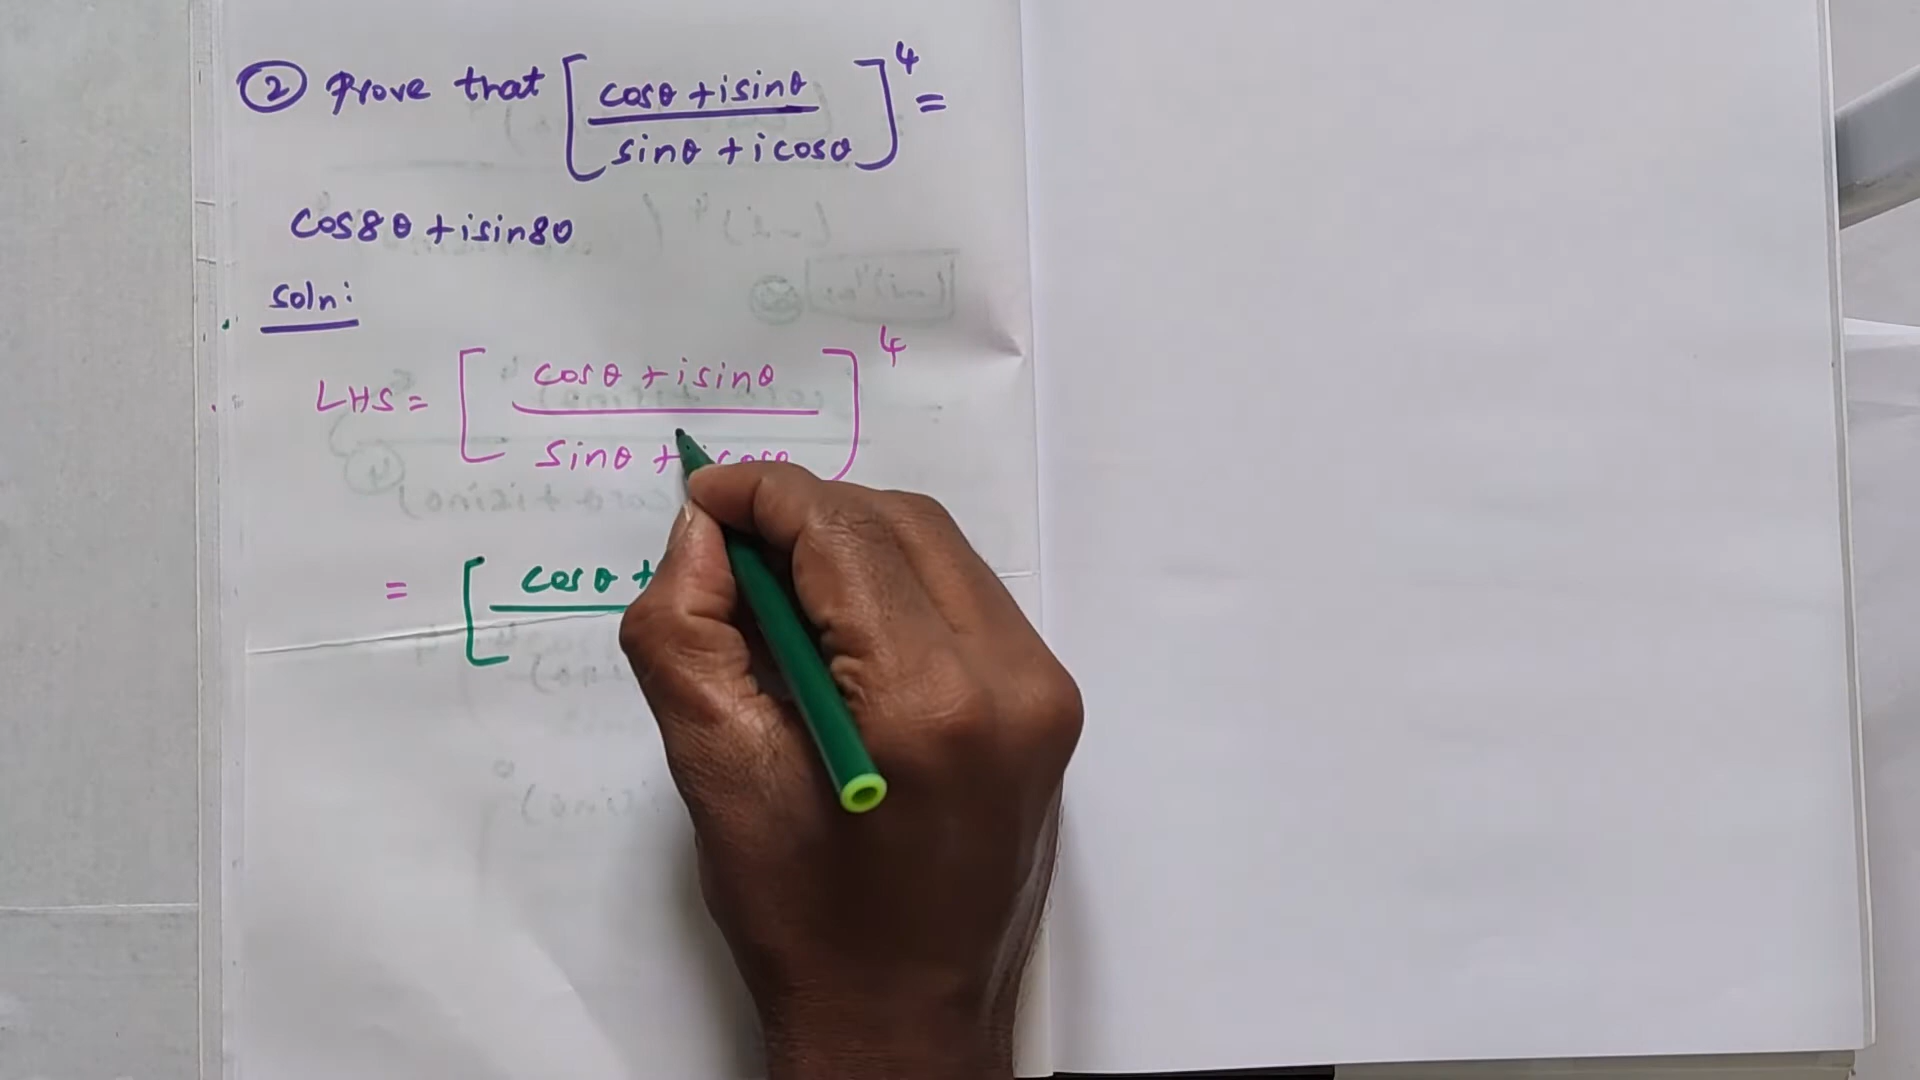 ② Prove that [cosθ + isinθ / sinθ + icosθ]⁴ =
cos8θ + isin8θ
Soln:
LHS = [cosθ + isinθ / sinθ + icosθ]⁴
= [cosθ +